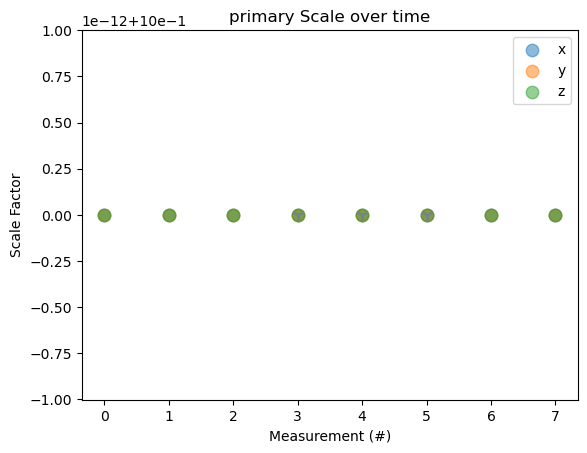 primary Scale over time
1e−12+10e−1
1.00
0.75
0.50
0.25
0.00
−0.25
−0.50
−0.75
−1.00
Scale Factor
x
y
z
0 1 2 3 4 5 6 7
Measurement (#)